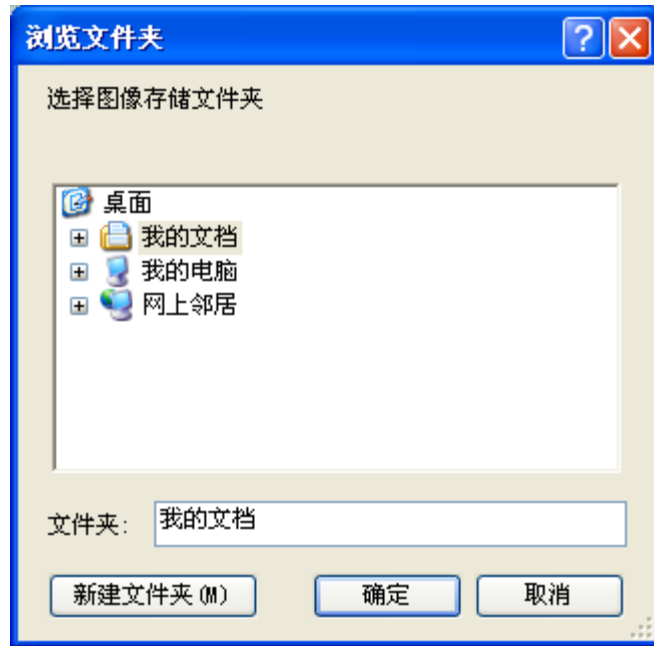 浏览文件夹
选择图像存储文件夹
桌面
我的文档
我的电脑
网上邻居
文件夹: 我的文档
新建文件夹(M) 确定 取消